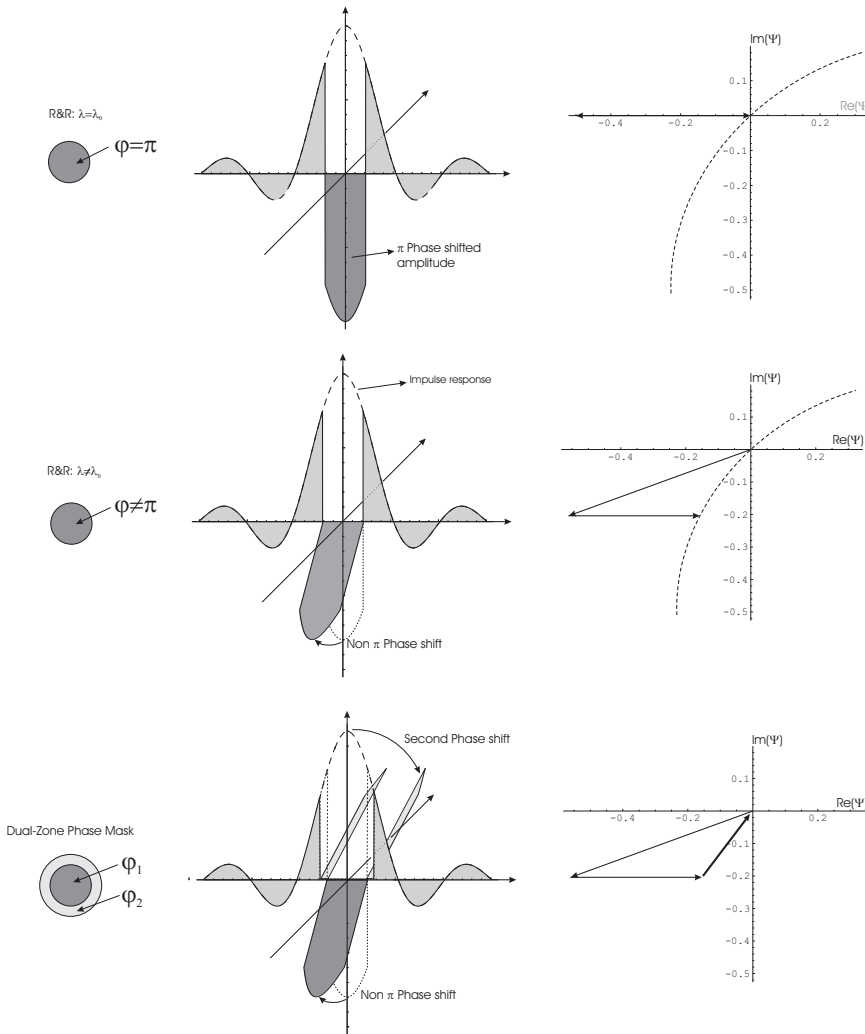 Im(Ψ)
0.1
R&R: λ=λ₀
φ=π
Re(Ψ
-0.4
-0.2
0.2
-0.1
-0.2
-0.3
-0.4
-0.5
π Phase shifted
amplitude
Im(Ψ)
Impulse response
0.1
Re(Ψ)
-0.4
-0.2
0.2
R&R: λ≠λ₀
φ≠π
-0.1
-0.2
-0.3
-0.4
-0.5
Non π Phase shift
Second Phase shift
Im(Ψ)
0.1
Re(Ψ
-0.4
-0.2
0.2
Dual-Zone Phase Mask
φ₁
φ₂
-0.1
-0.2
-0.3
-0.4
-0.5
Non π Phase shift